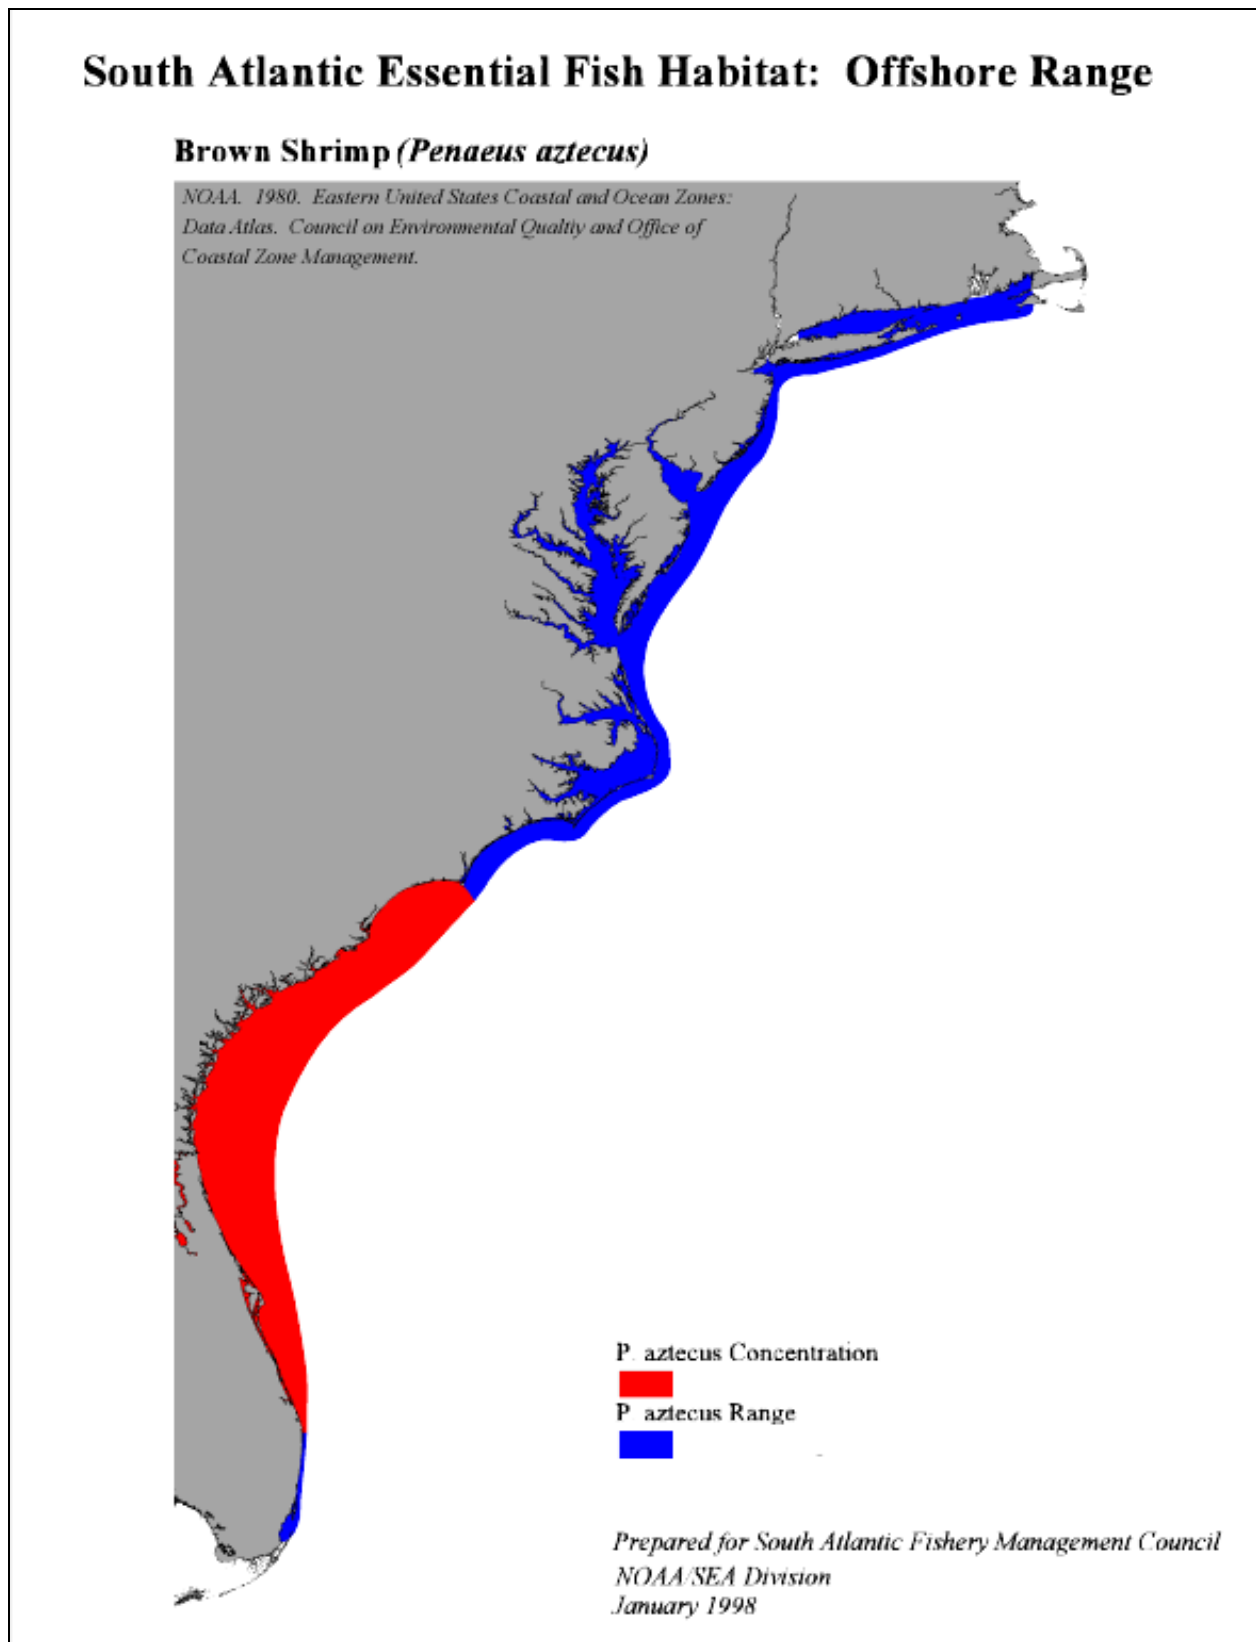 South Atlantic Essential Fish Habitat:  Offshore Range
Brown Shrimp (Penaeus aztecus)
NOAA.  1980.  Eastern United States Coastal and Ocean Zones:
Data Atlas.  Council on Environmental Qualtiy and Office of
Coastal Zone Management.
P. aztecus Concentration
P. aztecus Range
Prepared for South Atlantic Fishery Management Council
NOAA/SEA Division
January 1998